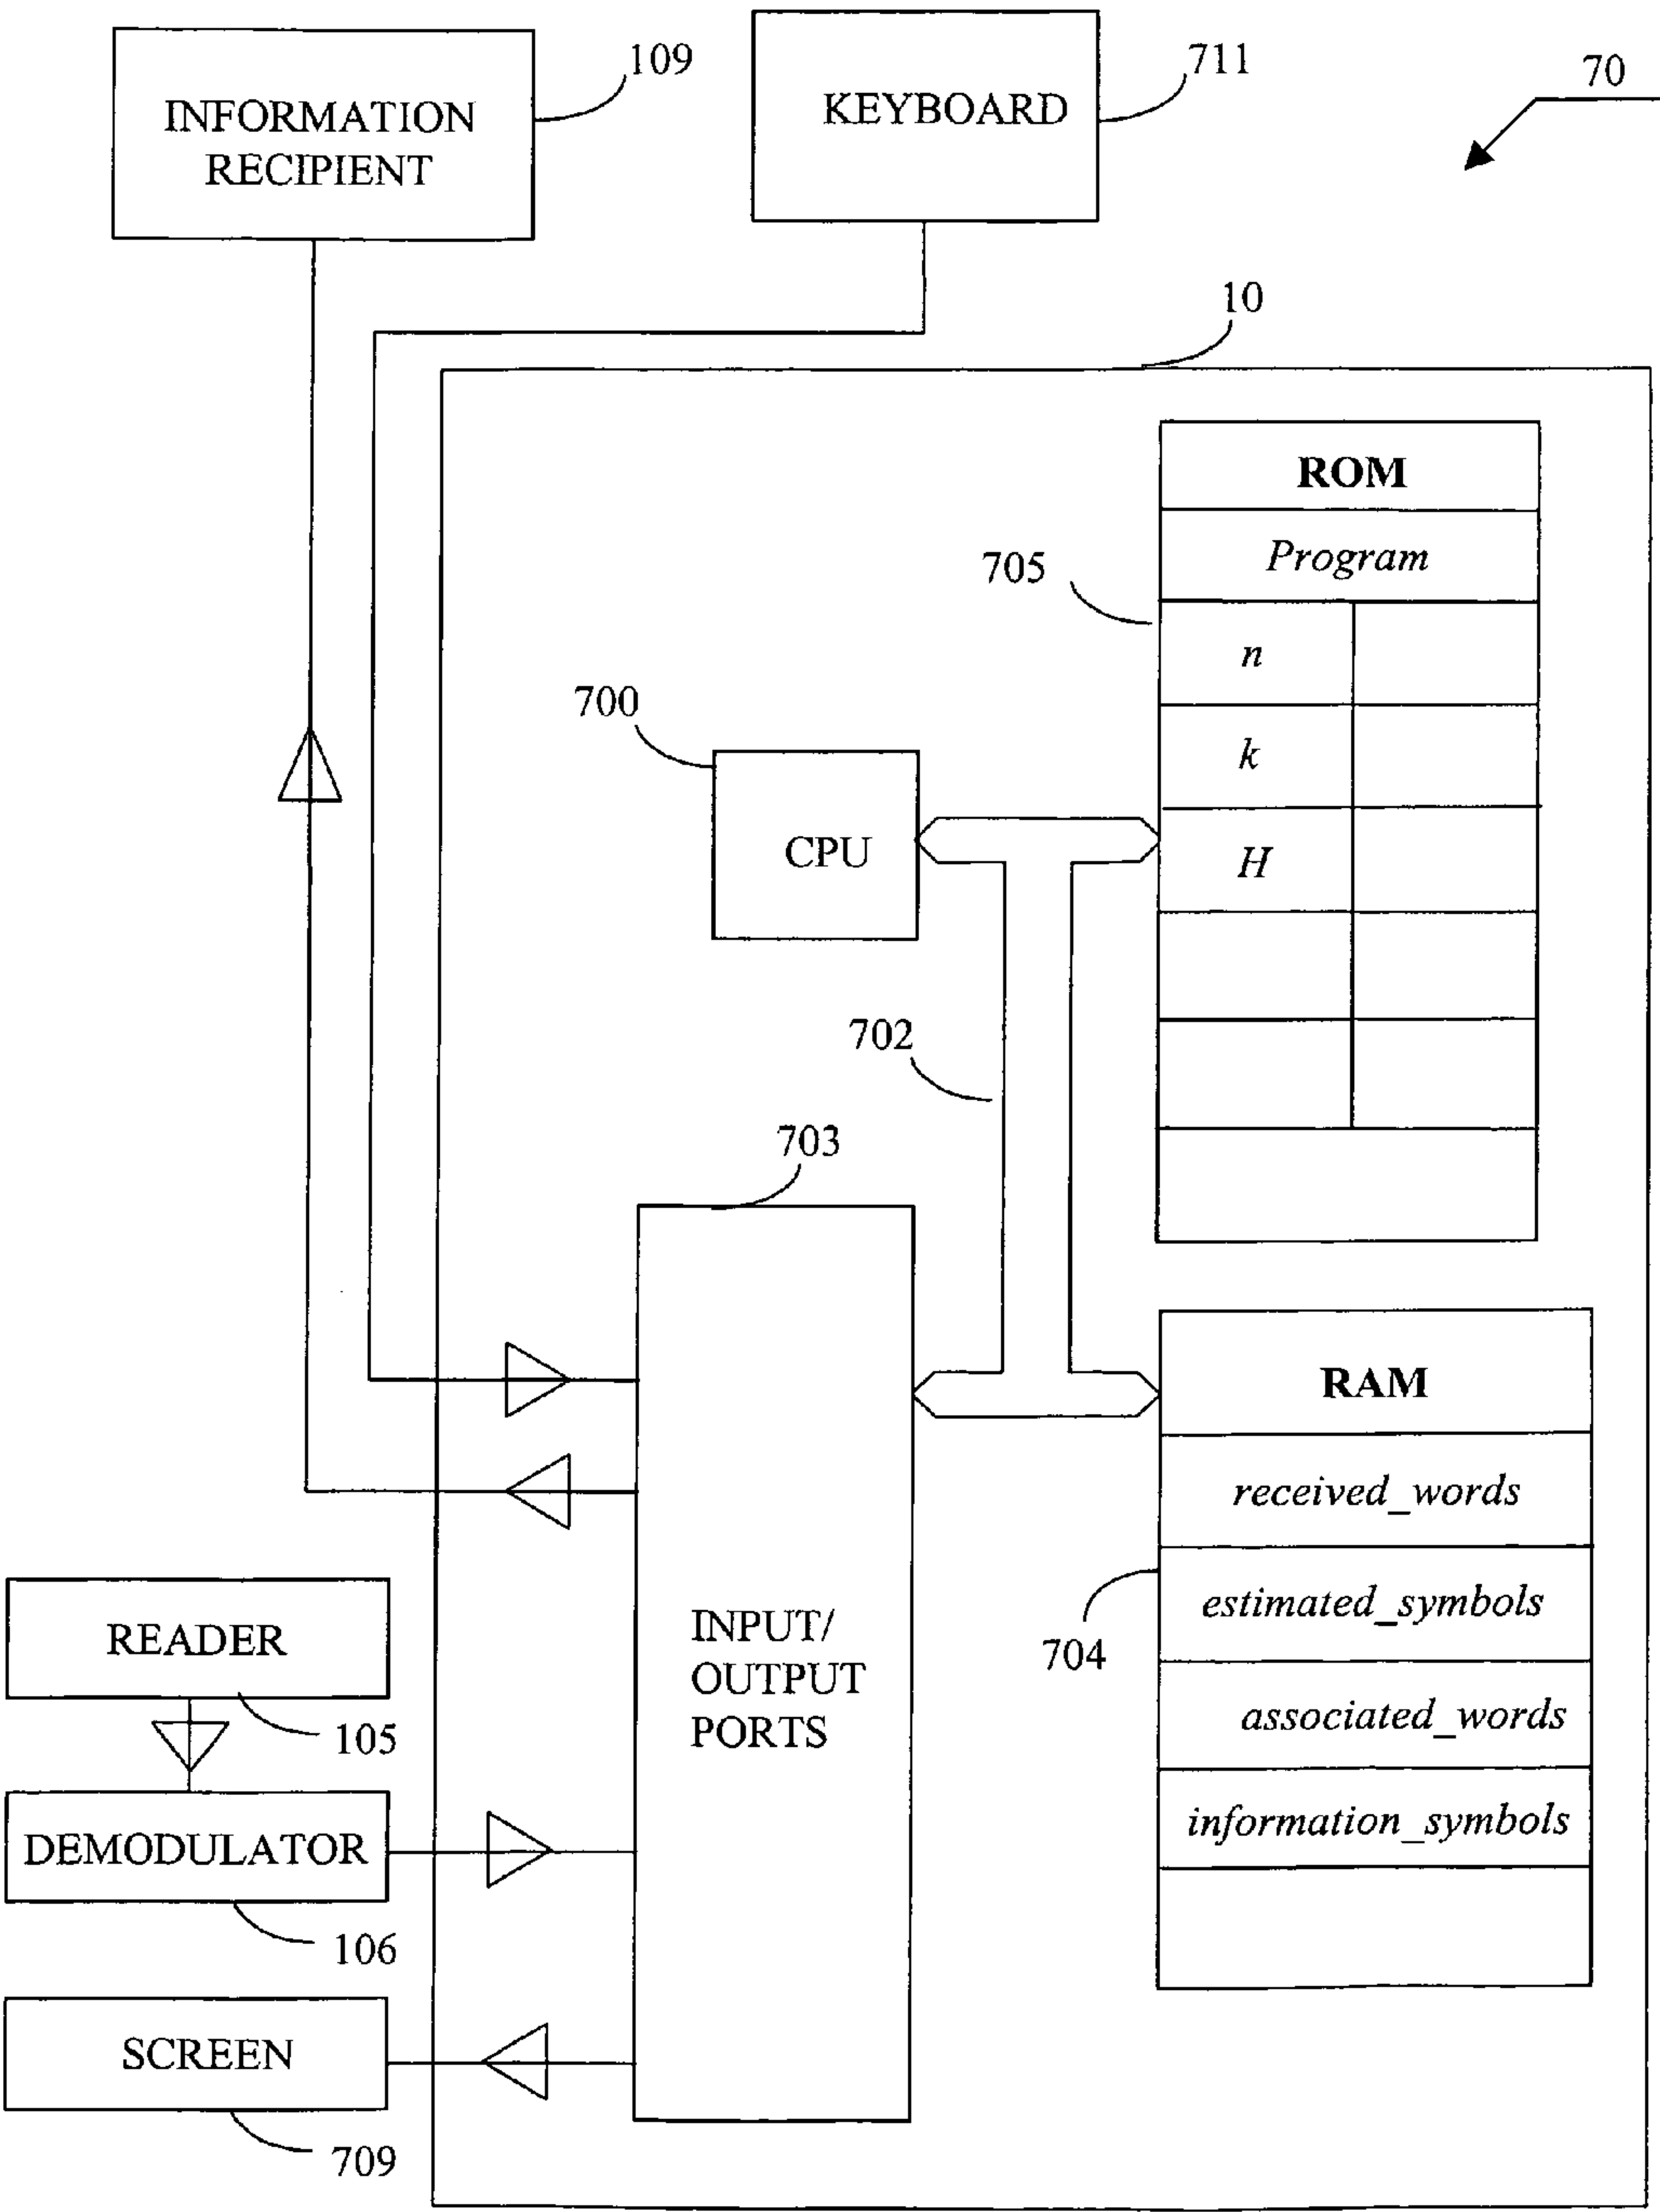 109
711
70
INFORMATION
RECIPIENT
KEYBOARD
10
ROM
Program
705
n
700
k
CPU
H
702
703
RAM
received_words
INPUT/
OUTPUT
PORTS
704
estimated_symbols
READER
associated_words
105
DEMODULATOR
information_symbols
106
SCREEN
709